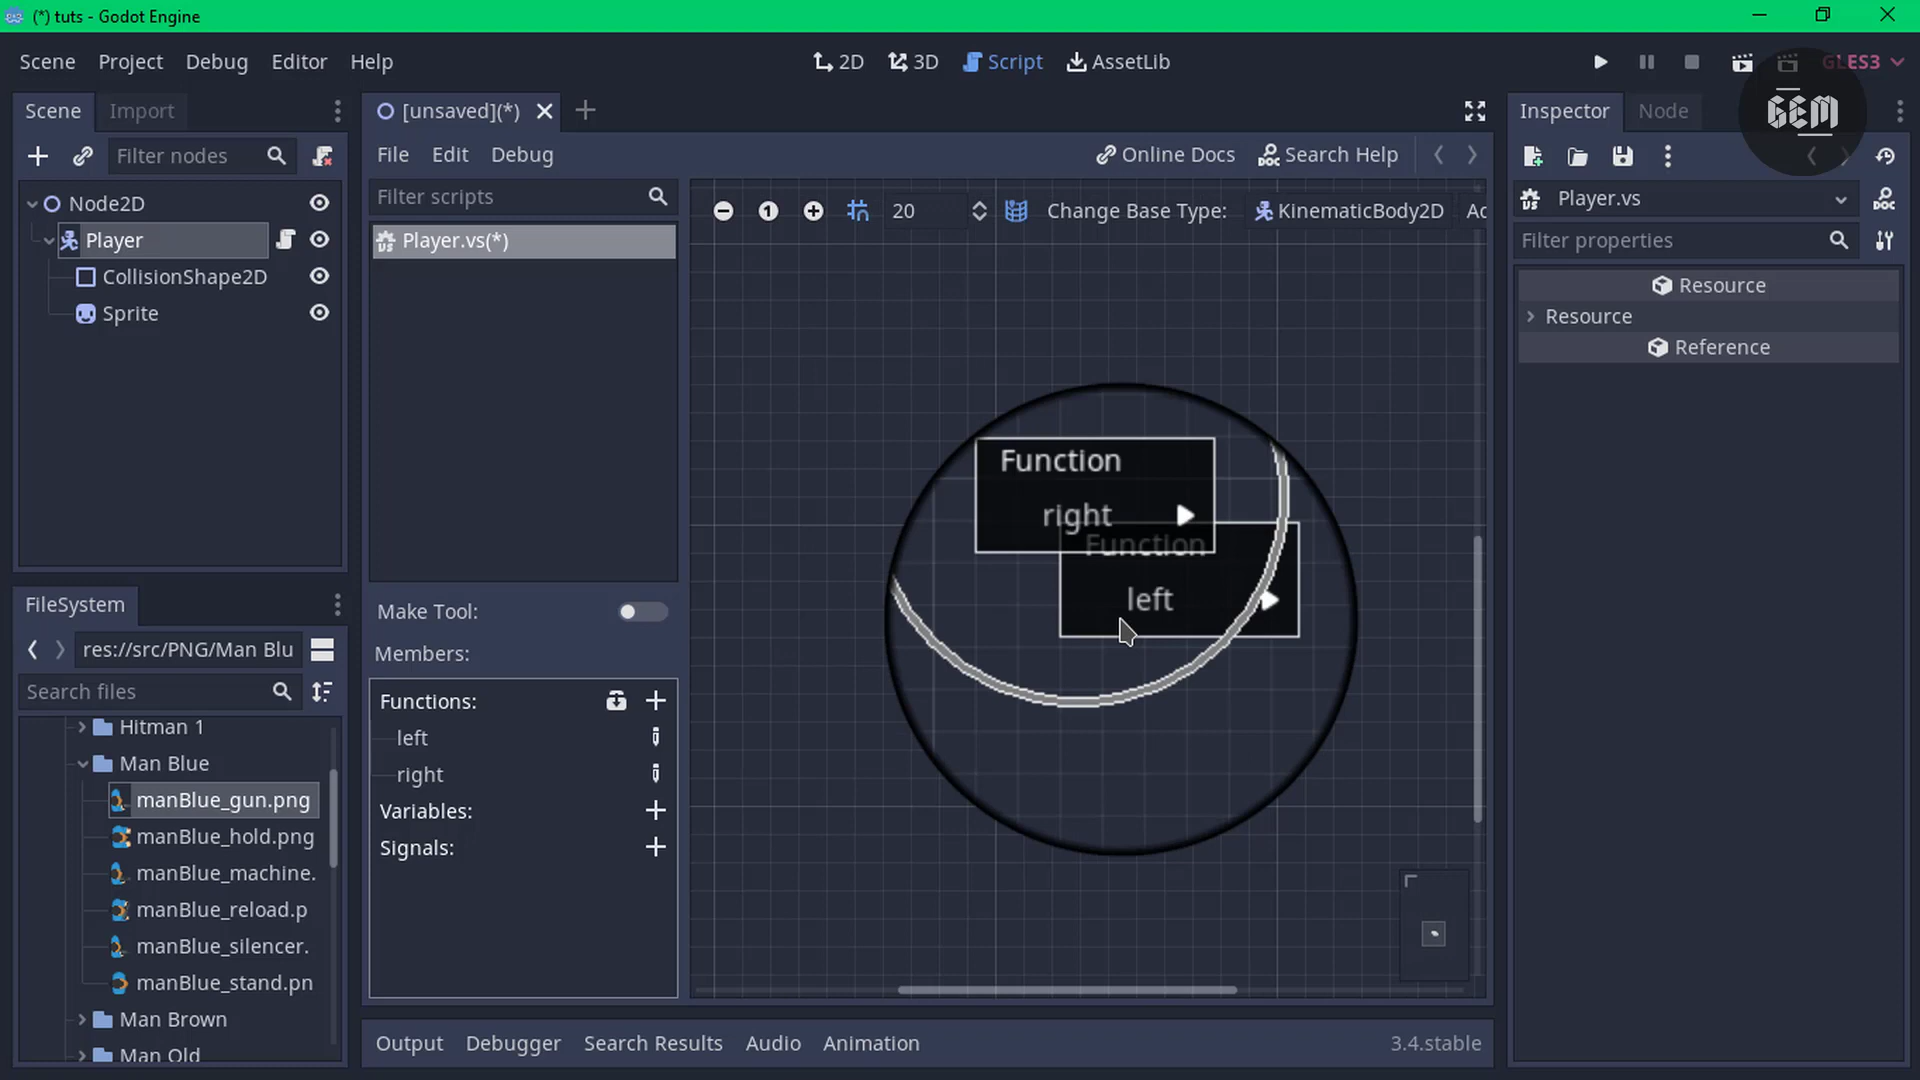 (*) tuts - Godot Engine
Scene Project Debug Editor Help
2D 3D Script AssetLib
GLES3
GEM
Scene Import
[unsaved](*)
Inspector Node
Filter nodes
File Edit Debug
Online Docs Search Help
Node2D
Player
CollisionShape2D
Sprite
Filter scripts
Player.vs(*)
20 Change Base Type: KinematicBody2D Ac
Player.vs
Filter properties
Resource
Resource
Reference
Function
right
Function
left
Make Tool:
Members:
Functions:
left
right
Variables:
Signals:
FileSystem
res://src/PNG/Man Blu
Search files
Hitman 1
Man Blue
manBlue_gun.png
manBlue_hold.png
manBlue_machine.
manBlue_reload.p
manBlue_silencer.
manBlue_stand.pn
Man Brown
Man Old
Output Debugger Search Results Audio Animation
3.4.stable